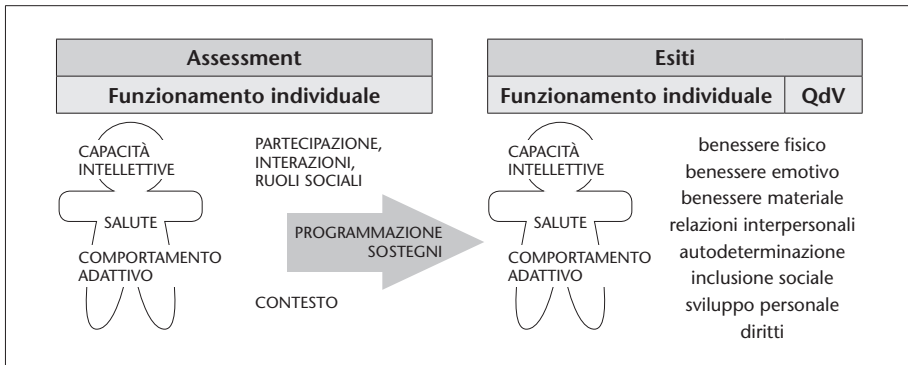 Assessment
Funzionamento individuale
CAPACITÀ
INTELLETTIVE
SALUTE
COMPORTAMENTO
ADATTIVO
PARTECIPAZIONE,
INTERAZIONI,
RUOLI SOCIALI
PROGRAMMAZIONE
SOSTEGNI
CONTESTO
Esiti
Funzionamento individuale
QdV
CAPACITÀ
INTELLETTIVE
SALUTE
COMPORTAMENTO
ADATTIVO
benessere fisico
benessere emotivo
benessere materiale
relazioni interpersonali
autodeterminazione
inclusione sociale
sviluppo personale
diritti